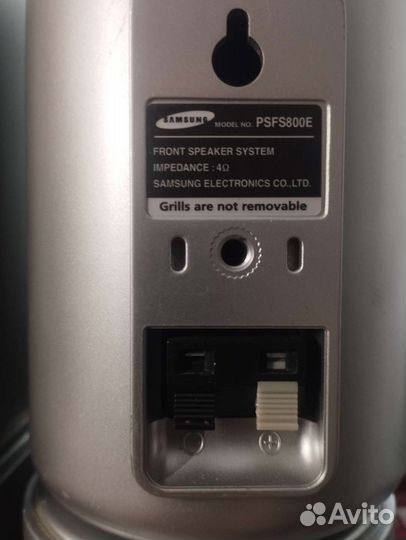 SAMSUNG MODEL NO. PSFS800E
FRONT SPEAKER SYSTEM
IMPEDANCE : 4Ω
SAMSUNG ELECTRONICS CO.,LTD.
Grills are not removable
Avito